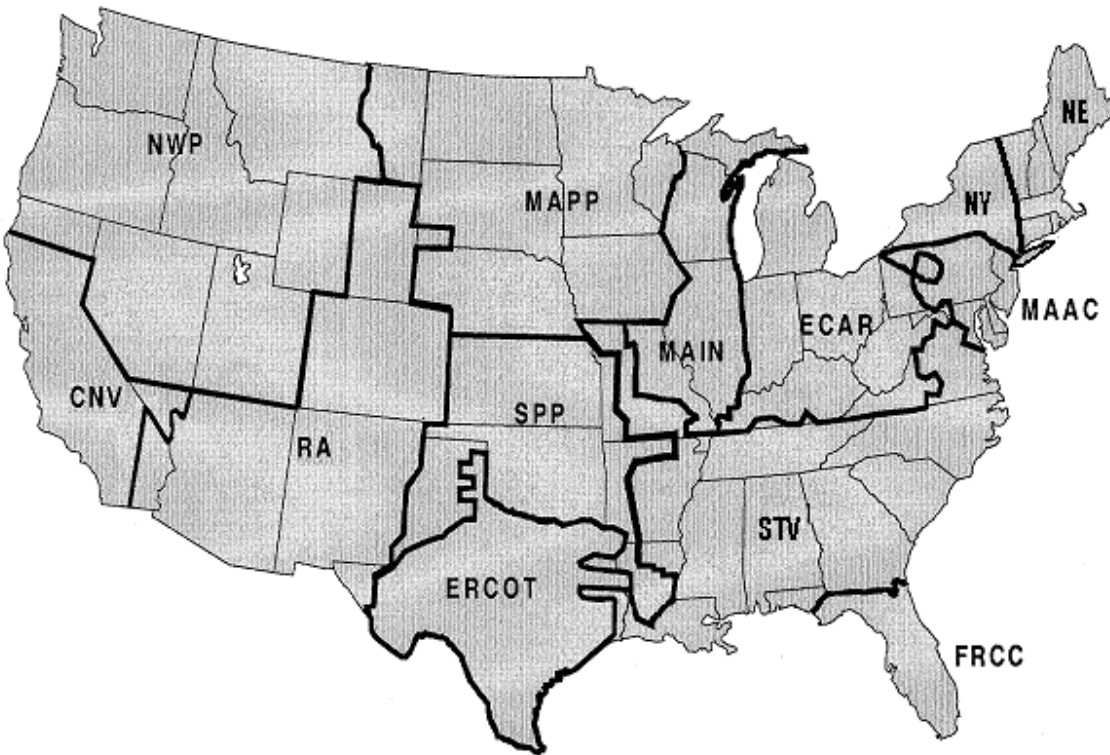 NE
NWP
MAPP
NY
MAAC
ECAR
MAIN
CNV
SPP
RA
STV
ERCOT
FRCC